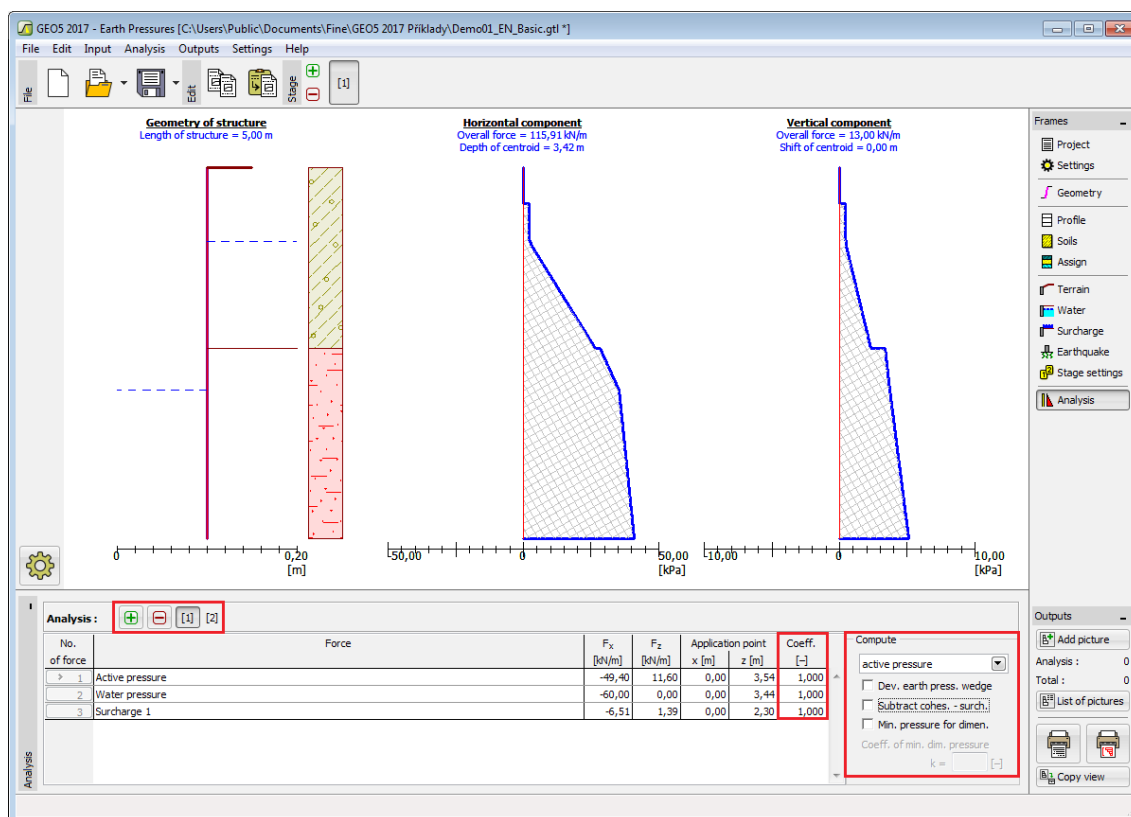 GEO5 2017 - Earth Pressures [C:\Users\Public\Documents\Fine\GEO5 2017 Příklady\Demo01_EN_Basic.gtl *]
File Edit Input Analysis Outputs Settings Help
File
Edit
Stage
[1]
Geometry of structure
Length of structure = 5,00 m
Horizontal component
Overall force = 115,91 kN/m
Depth of centroid = 3,42 m
Vertical component
Overall force = 13,00 kN/m
Shift of centroid = 0,00 m
0 0,20
[m]
-50,00 0 50,00
[kPa]
-10,00 0 10,00
[kPa]
Frames
Project
Settings
Geometry
Profile
Soils
Assign
Terrain
Water
Surcharge
Earthquake
Stage settings
Analysis
Analysis
Analysis : [1] [2]
No. Force Fx Fz Application point Coeff.
of force [kN/m] [kN/m] x [m] z [m] [–]
> 1 Active pressure -49,40 11,60 0,00 3,54 1,000
2 Water pressure -60,00 0,00 0,00 3,44 1,000
3 Surcharge 1 -6,51 1,39 0,00 2,30 1,000
Compute
active pressure
Dev. earth press. wedge
Subtract cohes. - surch.
Min. pressure for dimen.
Coeff. of min. dim. pressure
k = [–]
Outputs
Add picture
Analysis : 0
Total : 0
List of pictures
Copy view